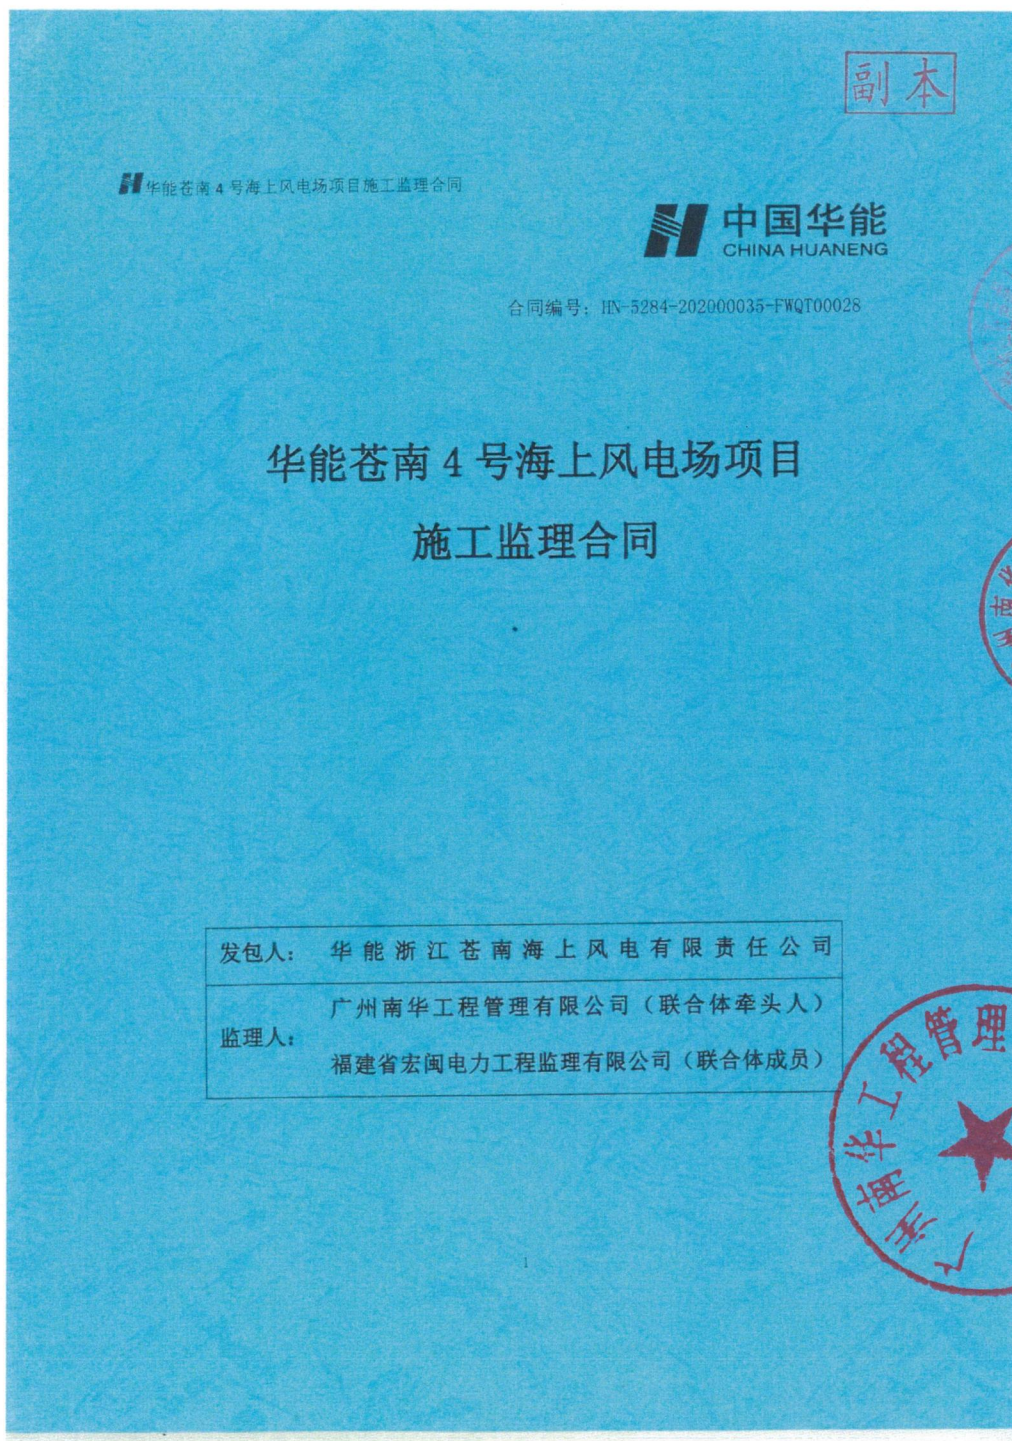 副本
华能苍南4号海上风电场项目施工监理合同
中国华能
CHINA HUANENG
合同编号：HN-5284-202000035-FWQT00028
华能苍南4号海上风电场项目
施工监理合同
发包人： 华能浙江苍南海上风电有限责任公司
监理人： 广州南华工程管理有限公司（联合体牵头人）
福建省宏闽电力工程监理有限公司（联合体成员）
广州南华工程管理
1